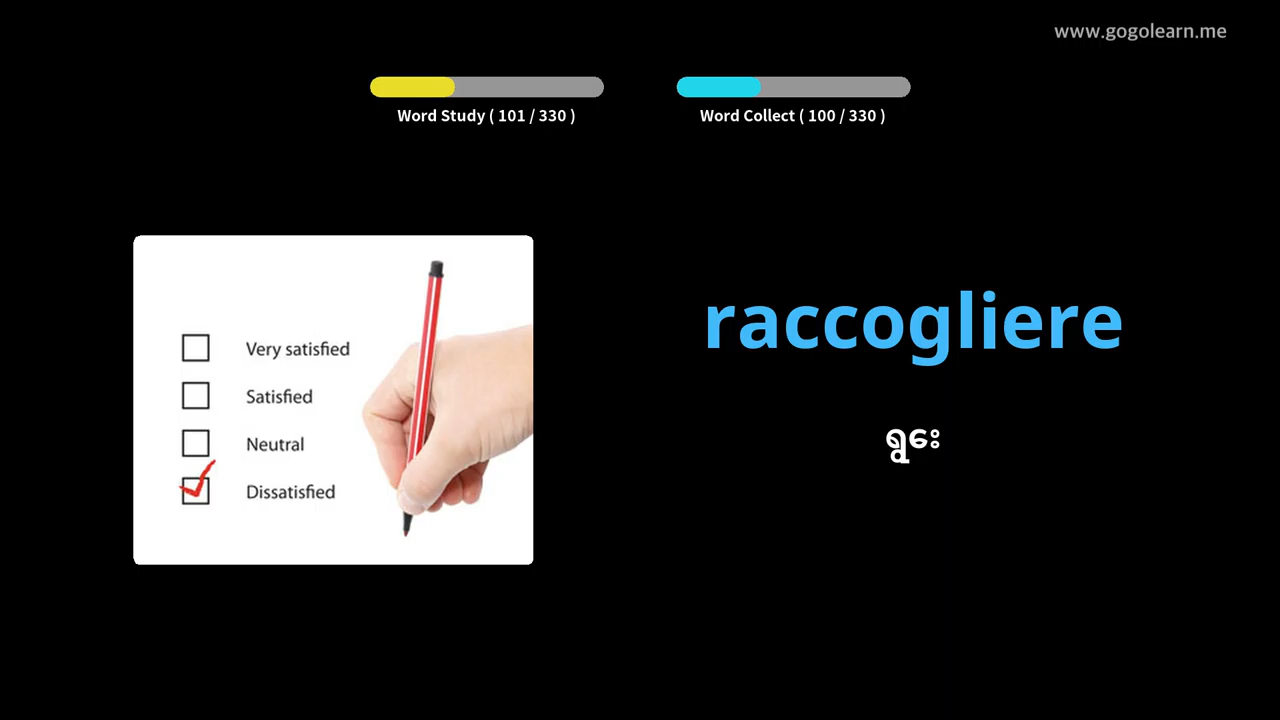 www.gogolearn.me
Word Study ( 101 / 330 )
Word Collect ( 100 / 330 )
Very satisfied
Satisfied
Neutral
Dissatisfied
raccogliere
ရွေး